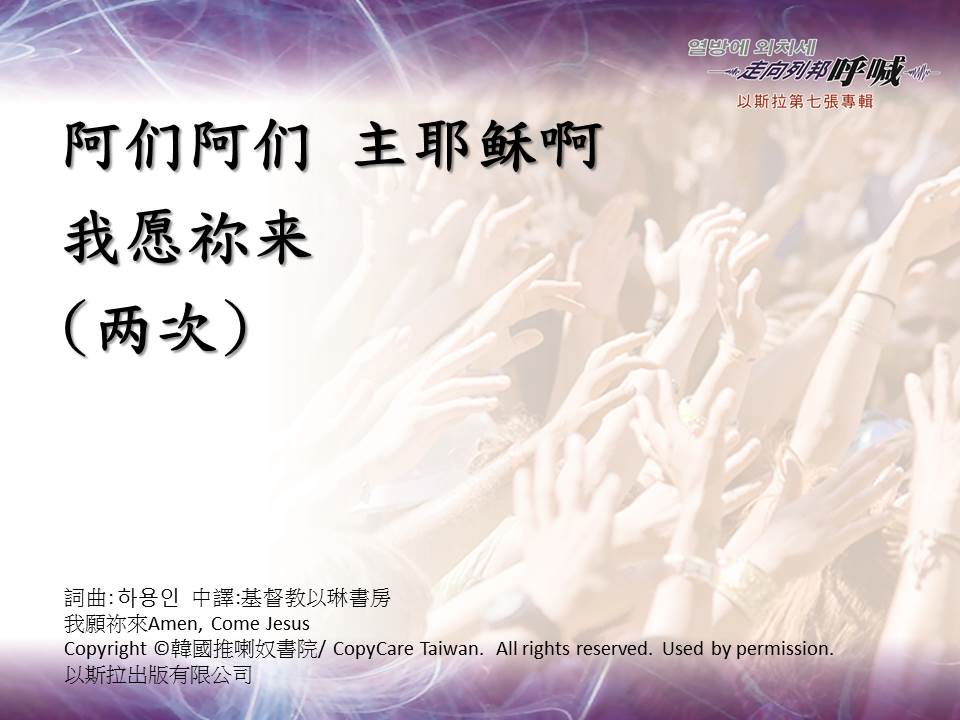 열방에 외치세
走向列邦呼喊
以斯拉第七張專輯
阿们阿们 主耶稣啊
我愿祢来
(两次)
詞曲:하용인 中譯:基督教以琳書房
我願祢來Amen, Come Jesus
Copyright ©韓國推喇奴書院/ CopyCare Taiwan. All rights reserved. Used by permission.
以斯拉出版有限公司